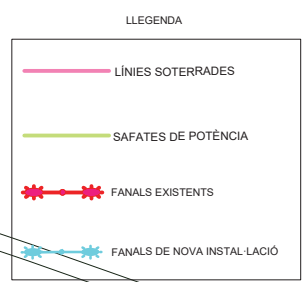 LLEGENDA
LÍNIES SOTERRADES
SAFATES DE POTÈNCIA
FANALS EXISTENTS
FANALS DE NOVA INSTAL·LACIÓ